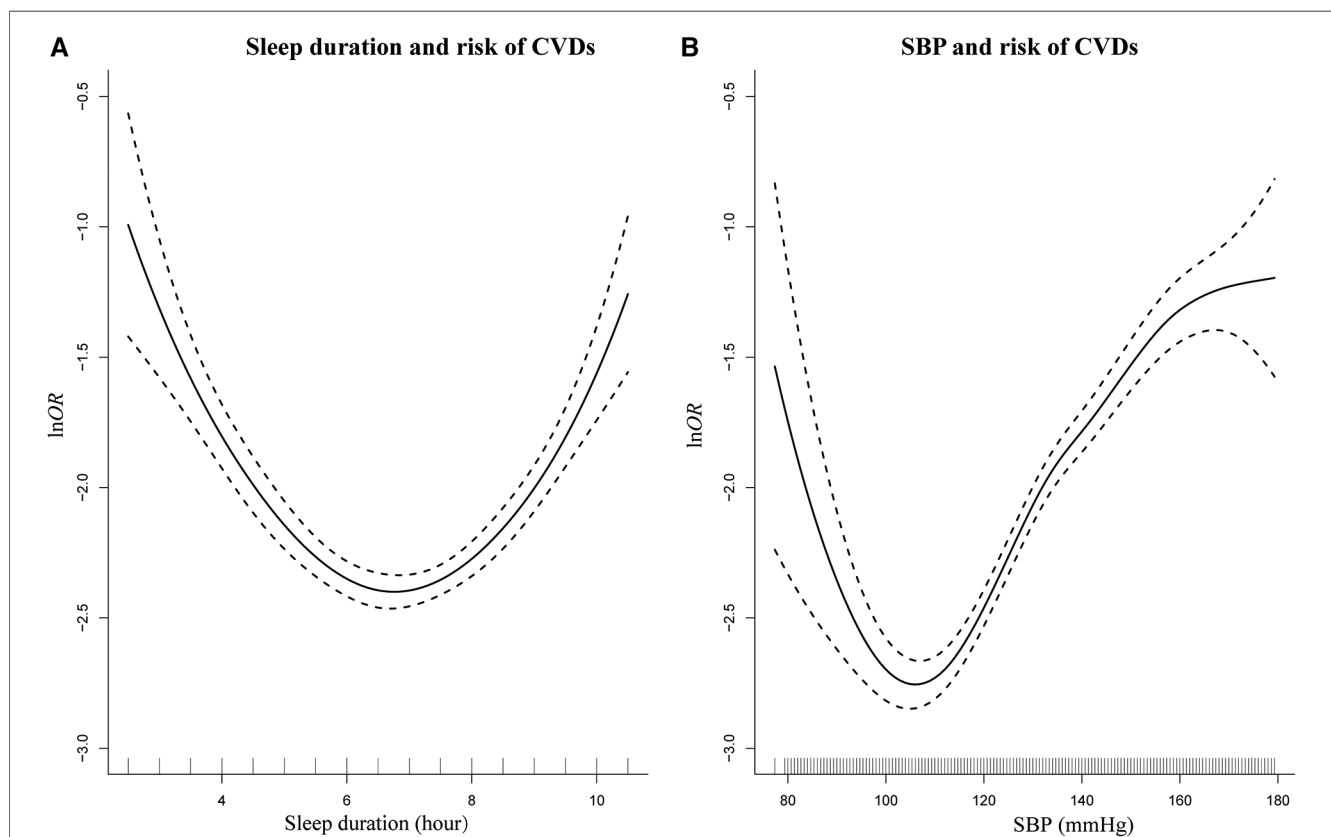 A
Sleep duration and risk of CVDs
lnOR
−0.5
−1.0
−1.5
−2.0
−2.5
−3.0
4 6 8 10
Sleep duration (hour)
B
SBP and risk of CVDs
lnOR
−0.5
−1.0
−1.5
−2.0
−2.5
−3.0
80 100 120 140 160 180
SBP (mmHg)